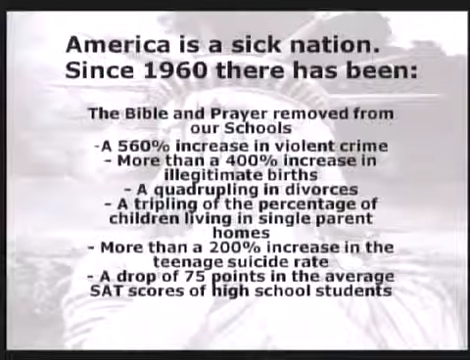 America is a sick nation.
Since 1960 there has been:
The Bible and Prayer removed from
our Schools
-A 560% increase in violent crime
- More than a 400% increase in
illegitimate births
- A quadrupling in divorces
- A tripling of the percentage of
children living in single parent
homes
- More than a 200% increase in the
teenage suicide rate
- A drop of 75 points in the average
SAT scores of high school students